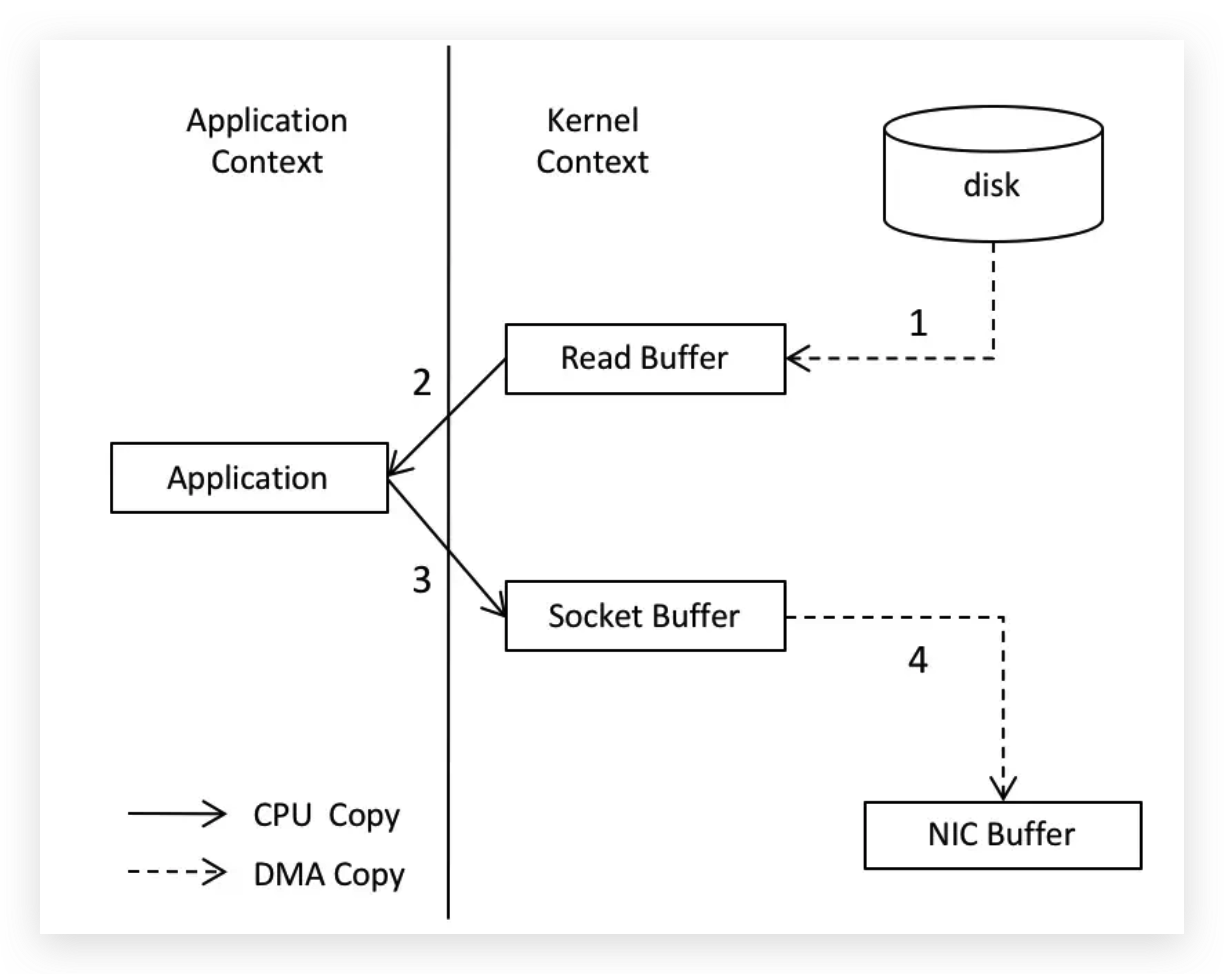 Application
Context
Kernel
Context
disk
1
Read Buffer
2
Application
3
Socket Buffer
4
CPU  Copy
DMA Copy
NIC Buffer